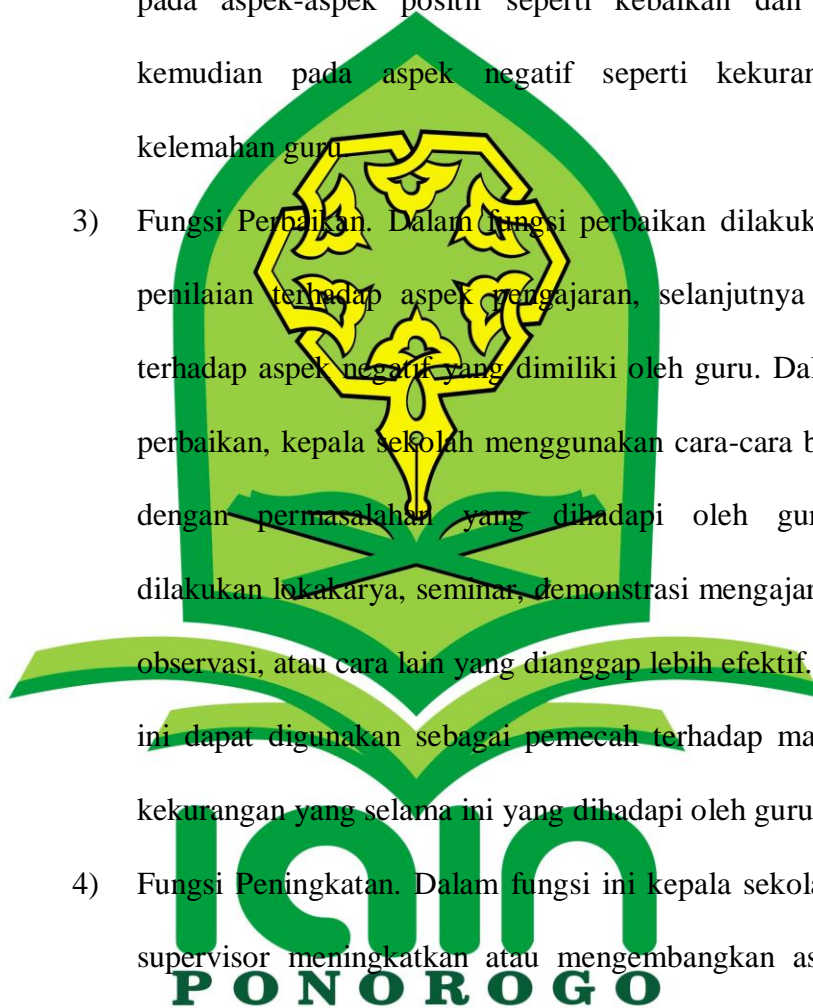 pada aspek-aspek positif seperti kebaikan dan
kemudian pada aspek negatif seperti kekuran
kelemahan guru.
3) Fungsi Perbaikan. Dalam fungsi perbaikan dilakuk
penilaian terhadap aspek pengajaran, selanjutnya
terhadap aspek negatif yang dimiliki oleh guru. Dal
perbaikan, kepala sekolah menggunakan cara-cara b
dengan permasalahan yang dihadapi oleh gur
dilakukan lokakarya, seminar, demonstrasi mengajar
observasi, atau cara lain yang dianggap lebih efektif.
ini dapat digunakan sebagai pemecah terhadap ma
kekurangan yang selama ini yang dihadapi oleh guru
iain
4) Fungsi Peningkatan. Dalam fungsi ini kepala sekola
supervisor meningkatkan atau mengembangkan as
PONOROGO